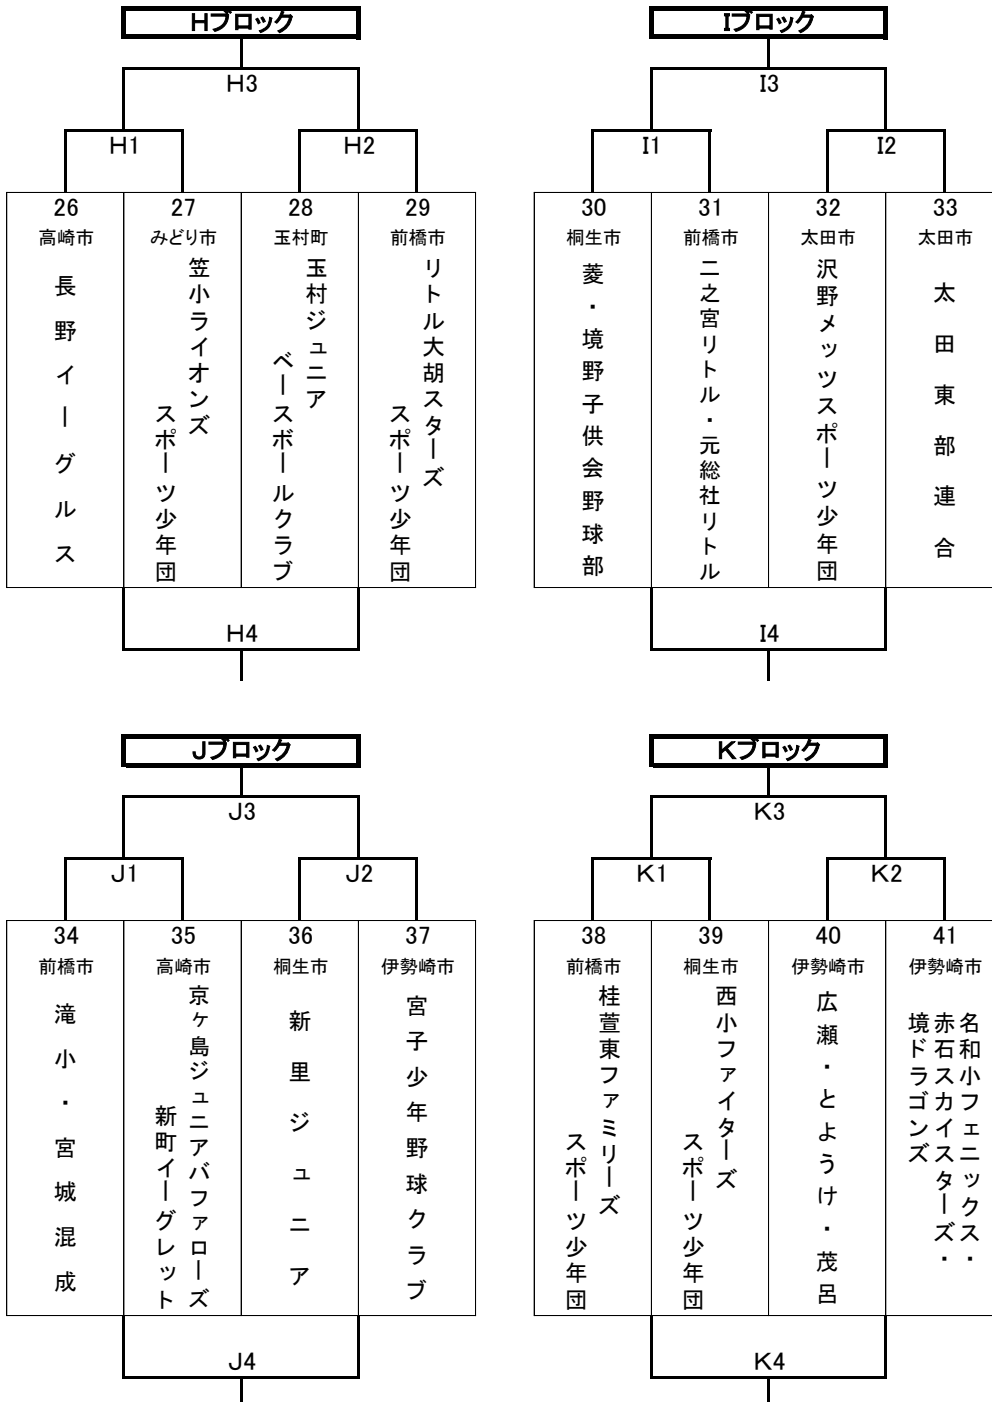 Hブロック
H3
H1
H2
26
高崎市
長野イーグルス
27
みどり市
笠小ライオンズ
スポーツ少年団
28
玉村町
玉村ジュニア
ベースボールクラブ
29
前橋市
リトル大胡スターズ
スポーツ少年団
H4
Iブロック
I3
I1
I2
30
桐生市
菱・境野子供会野球部
31
前橋市
二之宮リトル・元総社リトル
32
太田市
沢野メッツスポーツ少年団
33
太田市
太田東部連合
I4
Jブロック
J3
J1
J2
34
前橋市
滝小・宮城混成
35
高崎市
京ヶ島ジュニアバファローズ
新町イーグレット
36
桐生市
新里ジュニア
37
伊勢崎市
宮子少年野球クラブ
J4
Kブロック
K3
K1
K2
38
前橋市
桂萱東ファミリーズ
スポーツ少年団
39
桐生市
西小ファイターズ
スポーツ少年団
40
伊勢崎市
広瀬・とようけ・茂呂
41
伊勢崎市
名和小フェニックス・
赤石スカイスターズ・
境ドラゴンズ
K4